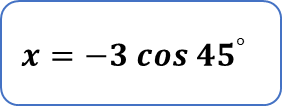 x = −3 cos 45°